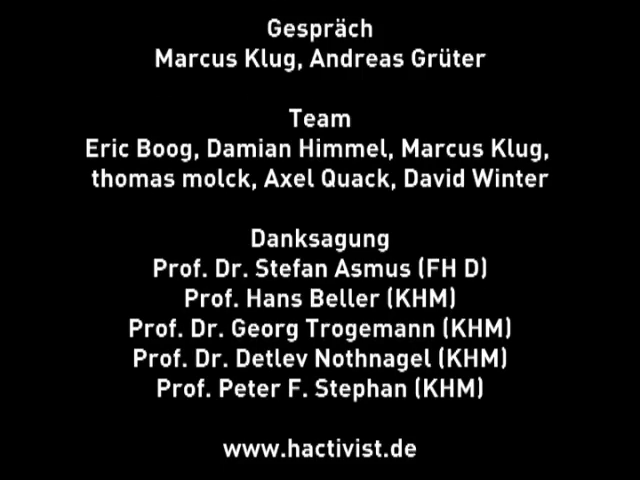 Gespräch
Marcus Klug, Andreas Grüter
Team
Eric Boog, Damian Himmel, Marcus Klug,
thomas molck, Axel Quack, David Winter
Danksagung
Prof. Dr. Stefan Asmus (FH D)
Prof. Hans Beller (KHM)
Prof. Dr. Georg Trogemann (KHM)
Prof. Dr. Detlev Nothnagel (KHM)
Prof. Peter F. Stephan (KHM)
www.hactivist.de